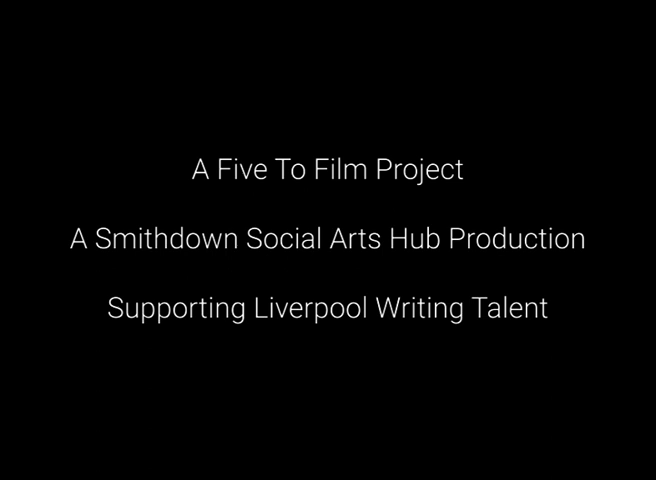 A Five To Film Project
A Smithdown Social Arts Hub Production
Supporting Liverpool Writing Talent